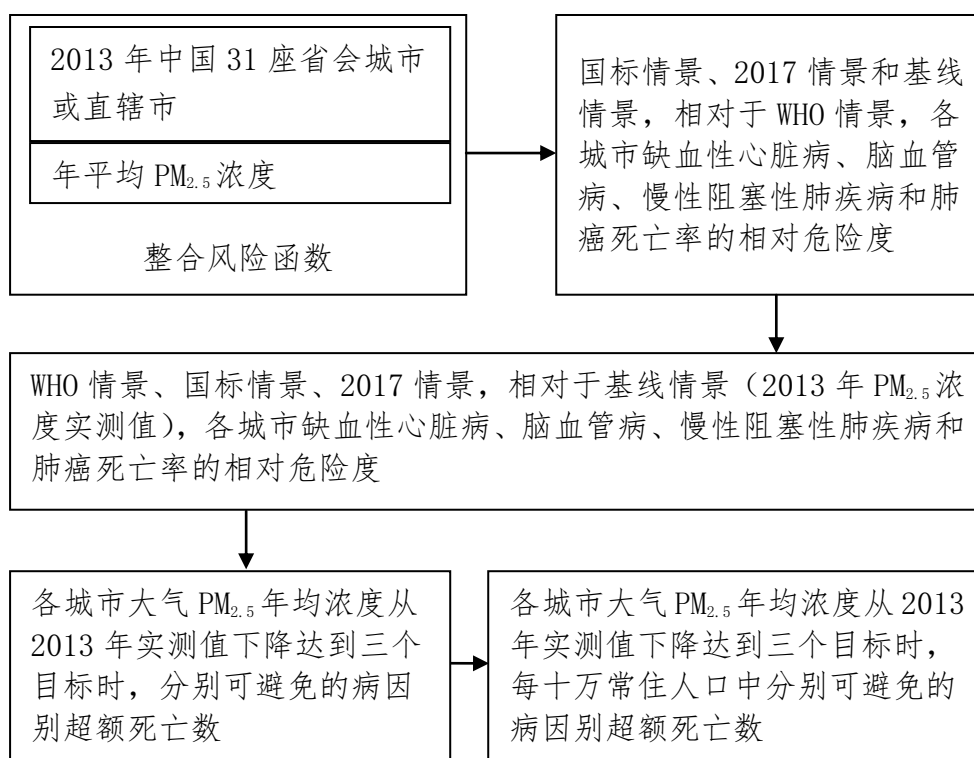 2013 年中国 31 座省会城市
或直辖市
年平均 PM2.5 浓度
整合风险函数
国标情景、2017 情景和基线
情景，相对于 WHO 情景，各
城市缺血性心脏病、脑血管
病、慢性阻塞性肺疾病和肺
癌死亡率的相对危险度
WHO 情景、国标情景、2017 情景，相对于基线情景（2013 年 PM2.5 浓
度实测值），各城市缺血性心脏病、脑血管病、慢性阻塞性肺疾病和
肺癌死亡率的相对危险度
各城市大气 PM2.5 年均浓度从
2013 年实测值下降达到三个
目标时，分别可避免的病因
别超额死亡数
各城市大气 PM2.5 年均浓度从 2013
年实测值下降达到三个目标时，
每十万常住人口中分别可避免的
病因别超额死亡数